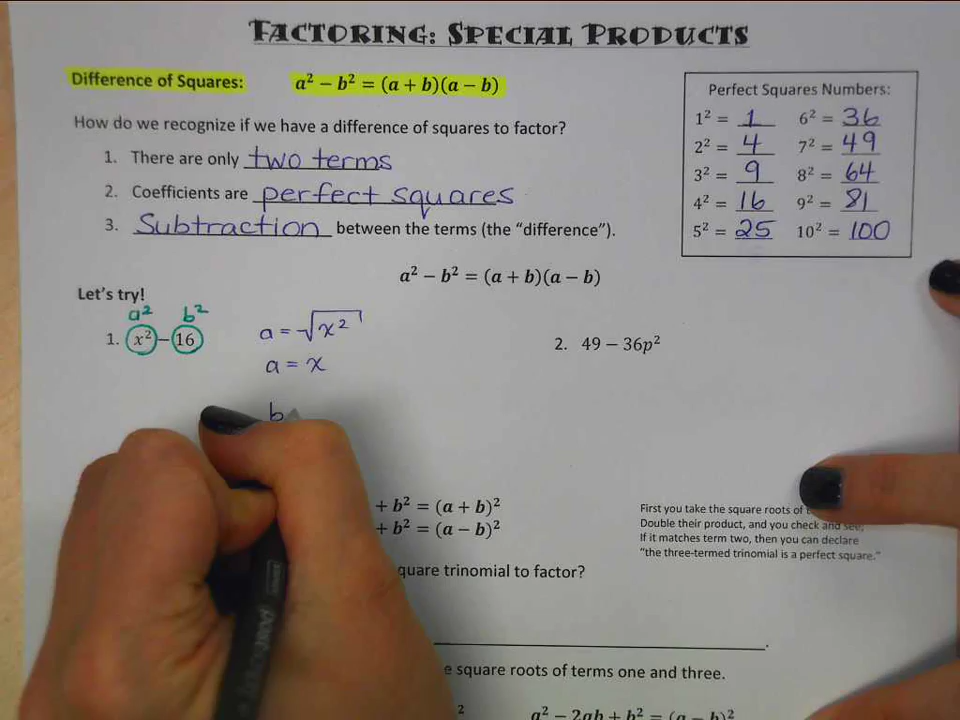 FACTORING: SPECIAL PRODUCTS
Difference of Squares: a² − b² = (a + b)(a − b)
How do we recognize if we have a difference of squares to factor?
1. There are only two terms
2. Coefficients are perfect squares
3. Subtraction between the terms (the “difference”).
Perfect Squares Numbers:
1² = 1 6² = 36
2² = 4 7² = 49
3² = 9 8² = 64
4² = 16 9² = 81
5² = 25 10² = 100
a² − b² = (a + b)(a − b)
Let’s try!
a² b²
1. x² − 16
a = √x²
a = x
b
2. 49 − 36p²
+ b² = (a + b)²
+ b² = (a − b)²
First you take the square roots of
Double their product, and you check and see,
If it matches term two, then you can declare
“the three-termed trinomial is a perfect square.”
quare trinomial to factor?
.
e square roots of terms one and three.
2
a² − 2ab + b² = (a − b)²